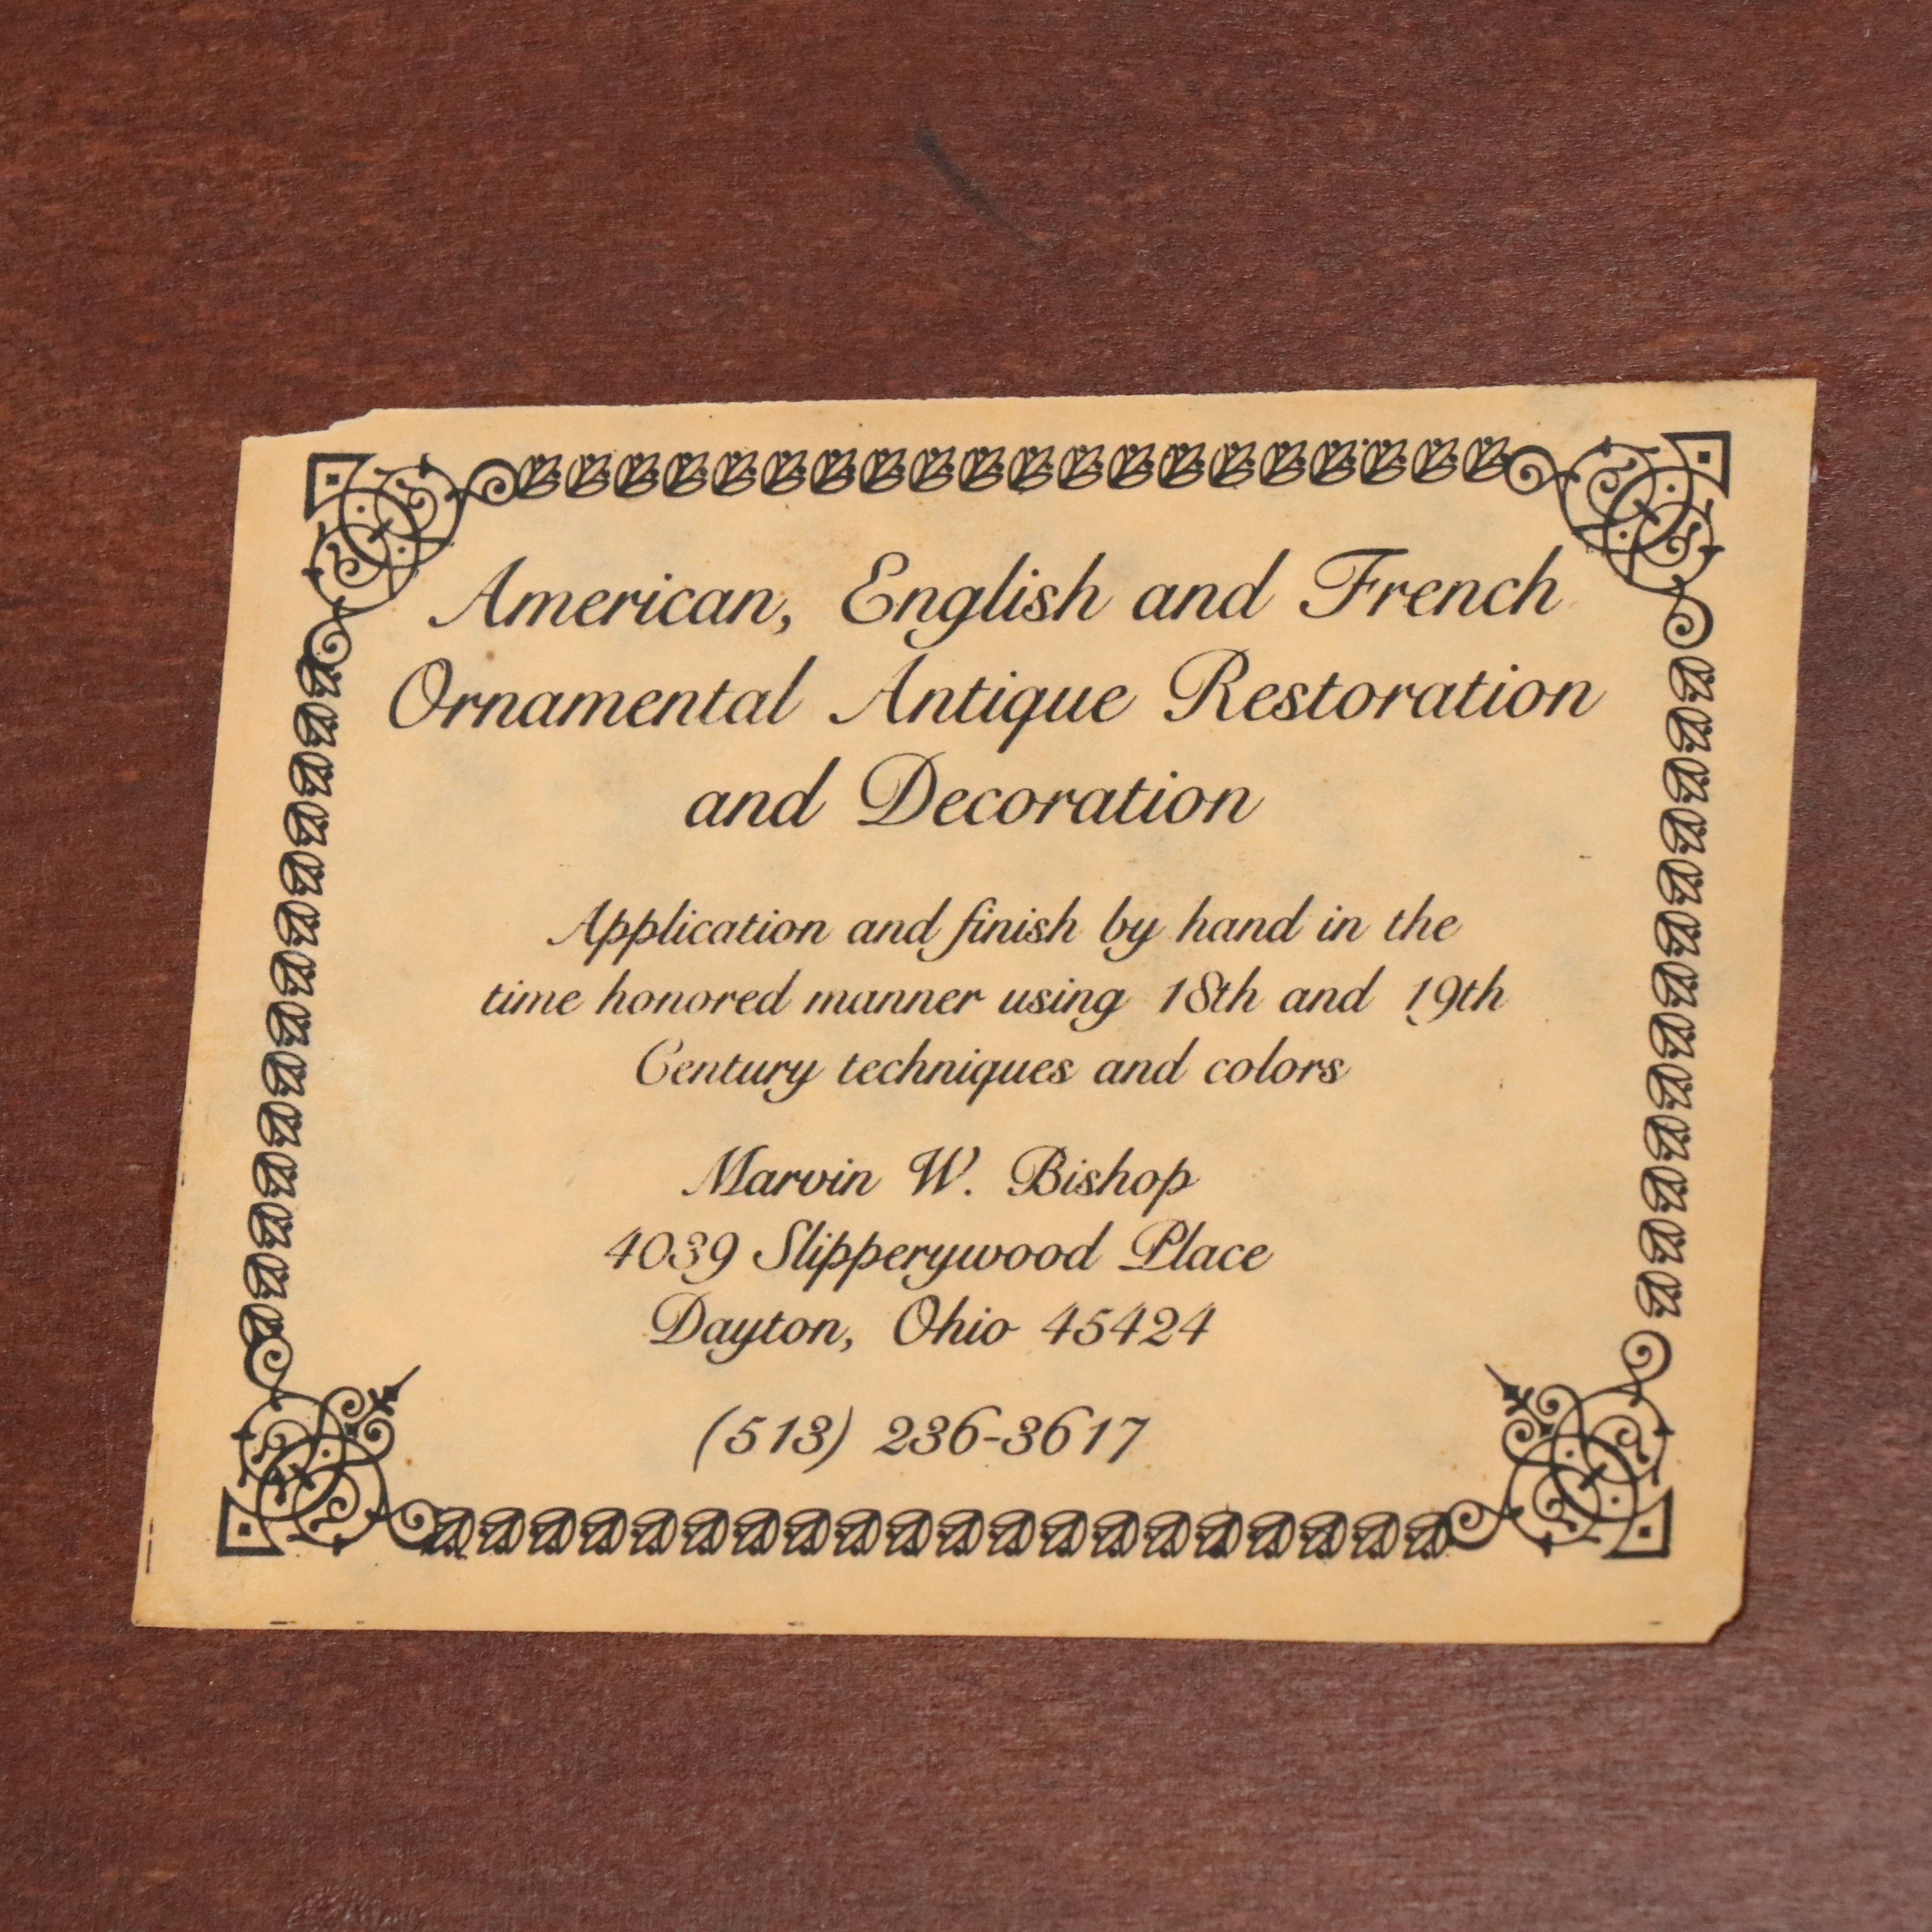 American, English and French
Ornamental Antique Restoration
and Decoration
Application and finish by hand in the
time honored manner using 18th and 19th
Century techniques and colors
Marvin W. Bishop
4039 Slipperywood Place
Dayton, Ohio 45424
(513) 236-3617